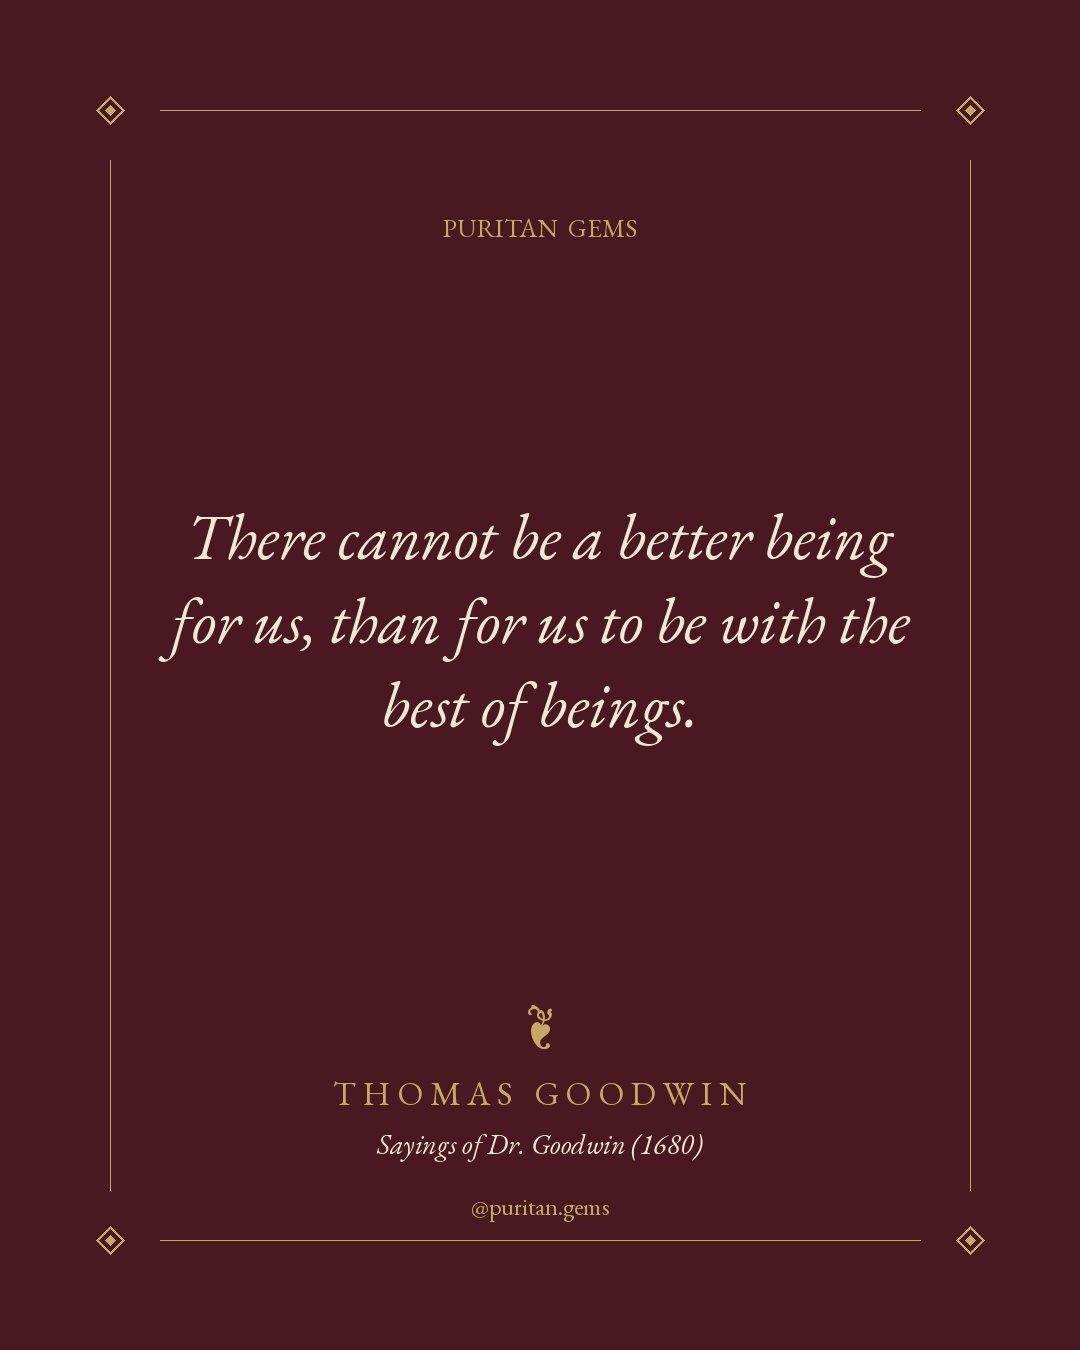 PURITAN GEMS
There cannot be a better being
for us, than for us to be with the
best of beings.
THOMAS GOODWIN
Sayings of Dr. Goodwin (1680)
@puritan.gems